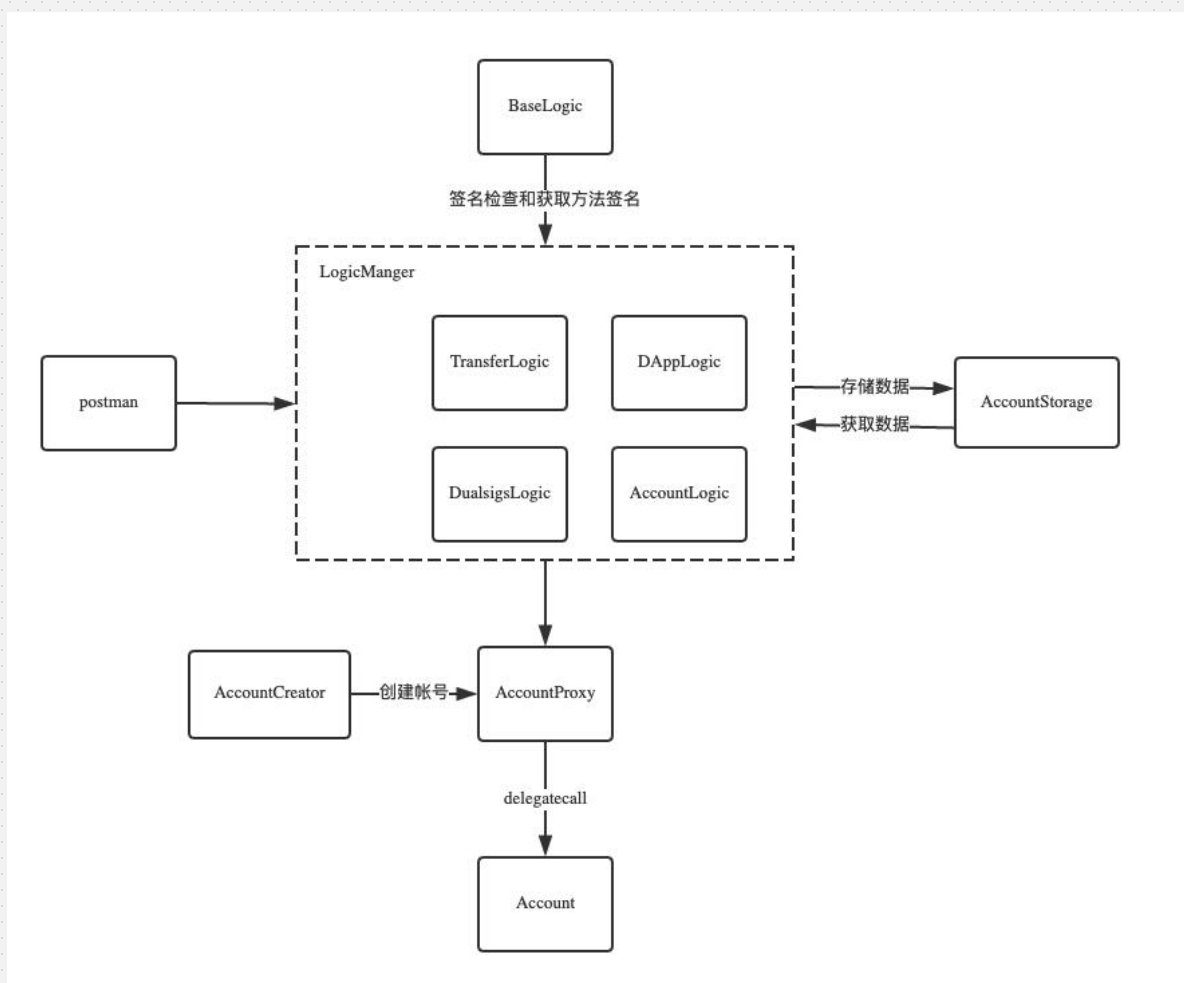 BaseLogic
签名检查和获取方法签名
LogicManger
TransferLogic
DAppLogic
postman
存储数据
AccountStorage
获取数据
DualsigsLogic
AccountLogic
AccountCreator
创建帐号
AccountProxy
delegatecall
Account